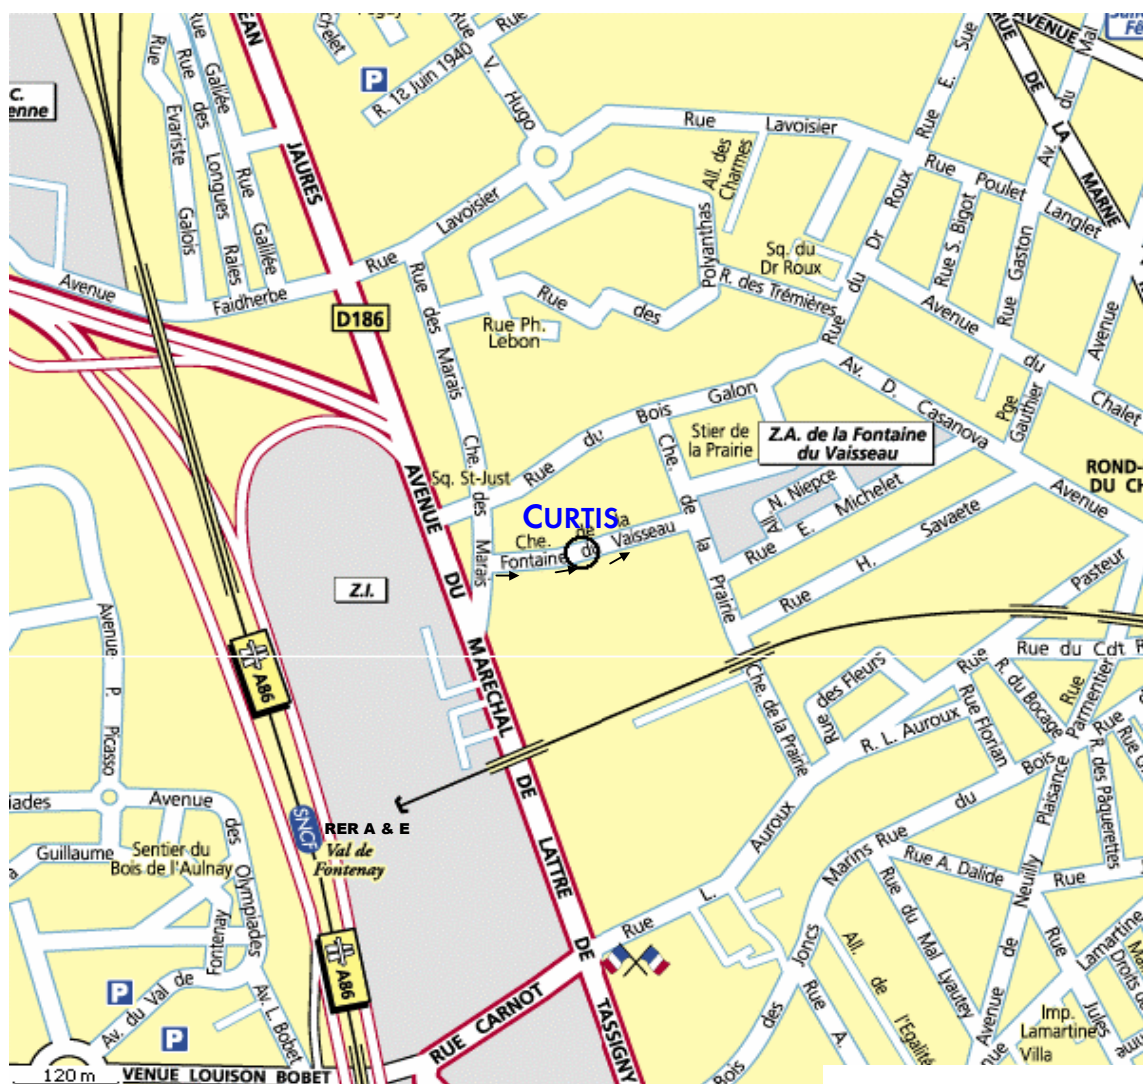 JEAN
JAURES
Rue
Evariste
Galois
Rue
des
Longues
Raies
Rue
Galilée
Rue
Galilée
P
R. 18 Juin 1940
V.
Hugo
Rue
Lavoisier
All. des
Charmes
Rue E. Sue
AVENUE
RUE
DE
LA
MARNE
Av. du Mal
Rue
Poulet
Langlet
Lavoisier
Rue
Avenue
Faidherbe
D186
Rue
des
Marais
Rue Ph.
Lebon
Rue
des
Polyanthas
R. des Trémières
Sq. du
Dr Roux
Rue
du
Dr
Roux
Rue S. Bigot
Rue
Gaston
Avenue
du
Chalet
Avenue
Pge
Gauthier
Av. D. Casanova
Rue
du
Bois
Galon
Stier de
la Prairie
Z.A. de la Fontaine
du Vaisseau
Sq. St-Just
Che.
des
Marais
Che.
de
la
Prairie
All.
N. Niepce
Rue
E.
Michelet
ROND-
DU CH
Avenue
CURTIS
Che. de la
Fontaine du Vaisseau
Rue
H.
Savaete
Pasteur
Rue
Z.I.
AVENUE
DU
MARECHAL
DE
LATTRE
DE
TASSIGNY
A86
Avenue
P.
Picasso
Rue du Cdt R
R. du Bocage
Rue
Parmentier
Rue
des Fleurs
R. L. Auroux
Rue Florian
Che. de la Prairie
Rue
du
Bois
Plaisance
R. des Pâquerettes
Avenue
des
Olympiades
SNCF
RER A & E
Val de
Fontenay
Guillaume
Sentier du
Bois de l'Aulnay
Rue
L.
Auroux
Marins
Joncs
des
Bois
Rue A. Dalide
Rue
Rue
du
Mal
Lyautey
Avenue
de
Neuilly
Rue
Jules
Lamartine
All.
de
l'Egalité
Rue
A.
Imp.
Lamartine
Villa
A86
Av. du Val de
Fontenay
Av. L. Bobet
P
P
RUE CARNOT
120 m
VENUE LOUISON BOBET